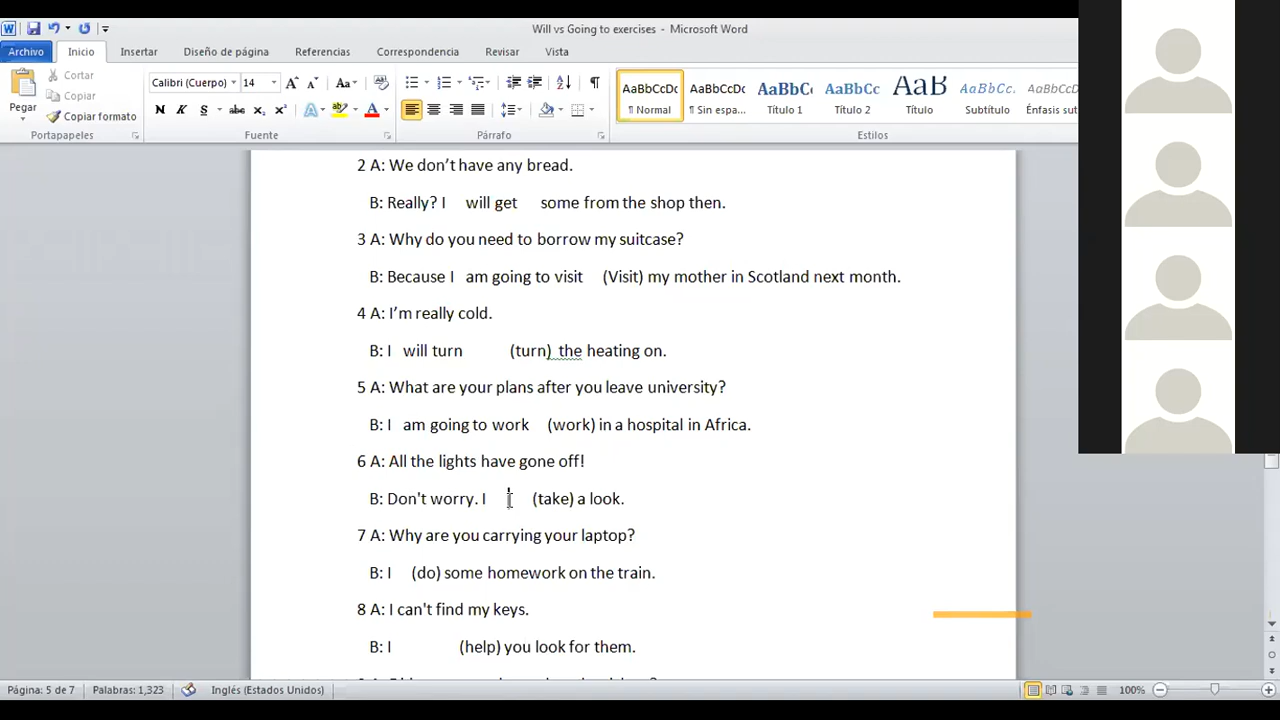 Will vs Going to exercises - Microsoft Word
Archivo Inicio Insertar Diseño de página Referencias Correspondencia Revisar Vista
Pegar
Cortar
Copiar
Copiar formato
Portapapeles
Calibri (Cuerpo) 14
N K S abc
Fuente
Párrafo
AaBbCcDc AaBbCcDc AaBbC AaBbCc AaB AaBbCc. AaBbCcDc
¶ Normal ¶ Sin espa... Título 1 Título 2 Título Subtítulo Énfasis sut
Estilos
2 A: We don’t have any bread.
B: Really? I will get some from the shop then.
3 A: Why do you need to borrow my suitcase?
B: Because I am going to visit (Visit) my mother in Scotland next month.
4 A: I’m really cold.
B: I will turn (turn) the heating on.
5 A: What are your plans after you leave university?
B: I am going to work (work) in a hospital in Africa.
6 A: All the lights have gone off!
B: Don't worry. I (take) a look.
7 A: Why are you carrying your laptop?
B: I (do) some homework on the train.
8 A: I can't find my keys.
B: I (help) you look for them.
Página: 5 de 7 Palabras: 1,323 Inglés (Estados Unidos) 100%